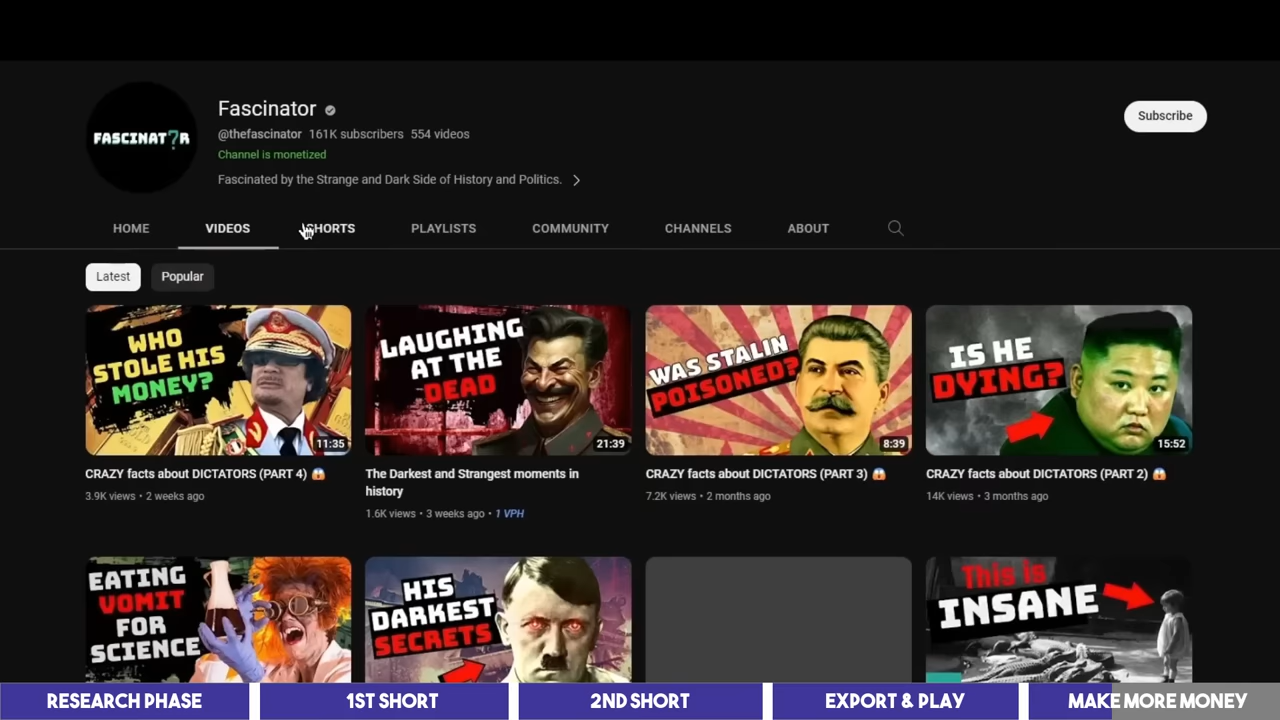 FASCINAT?R
Fascinator
@thefascinator 161K subscribers 554 videos
Channel is monetized
Fascinated by the Strange and Dark Side of History and Politics.
Subscribe
HOME VIDEOS SHORTS PLAYLISTS COMMUNITY CHANNELS ABOUT
Latest Popular
WHO
STOLE HIS
MONEY?
11:35
LAUGHING
AT THE
DEAD
21:39
WAS STALIN
POISONED?
8:39
IS HE
DYING?
15:52
CRAZY facts about DICTATORS (PART 4) 😱
3.9K views • 2 weeks ago
The Darkest and Strangest moments in
history
1.6K views • 3 weeks ago • 1 VPH
CRAZY facts about DICTATORS (PART 3) 😱
7.2K views • 2 months ago
CRAZY facts about DICTATORS (PART 2) 😱
14K views • 3 months ago
EATING
VOMIT
FOR
SCIENCE
HIS
DARKEST
SECRETS
This is
INSANE
RESEARCH PHASE
1ST SHORT
2ND SHORT
EXPORT & PLAY
MAKE MORE MONEY